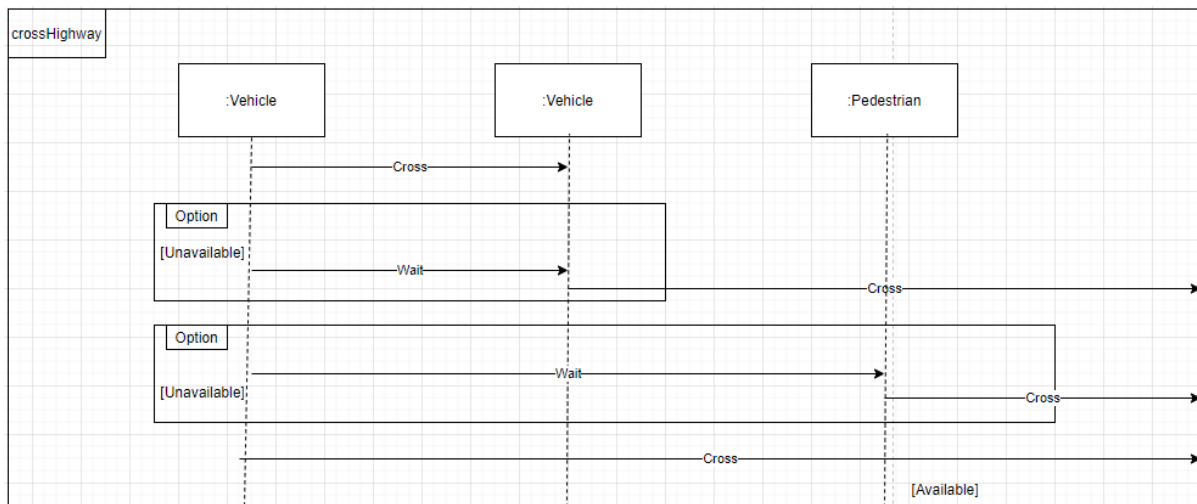 crossHighway
:Vehicle
:Vehicle
:Pedestrian
Cross
Option
[Unavailable]
Wait
Cross
Option
Wait
[Unavailable]
Cross
Cross
[Available]